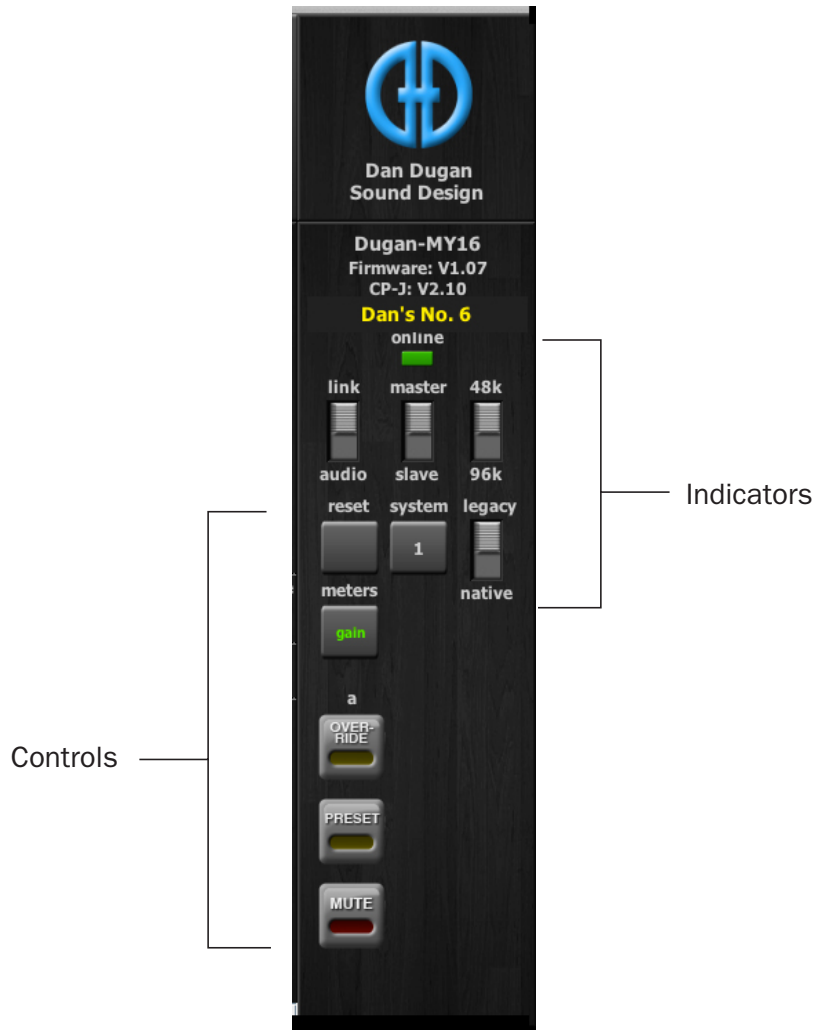 Dan Dugan
Sound Design
Dugan-MY16
Firmware: V1.07
CP-J: V2.10
Dan's No. 6
online
link master 48k
audio slave 96k
Indicators
reset system legacy
1
meters native
gain
a
OVER-
RIDE
Controls
PRESET
MUTE